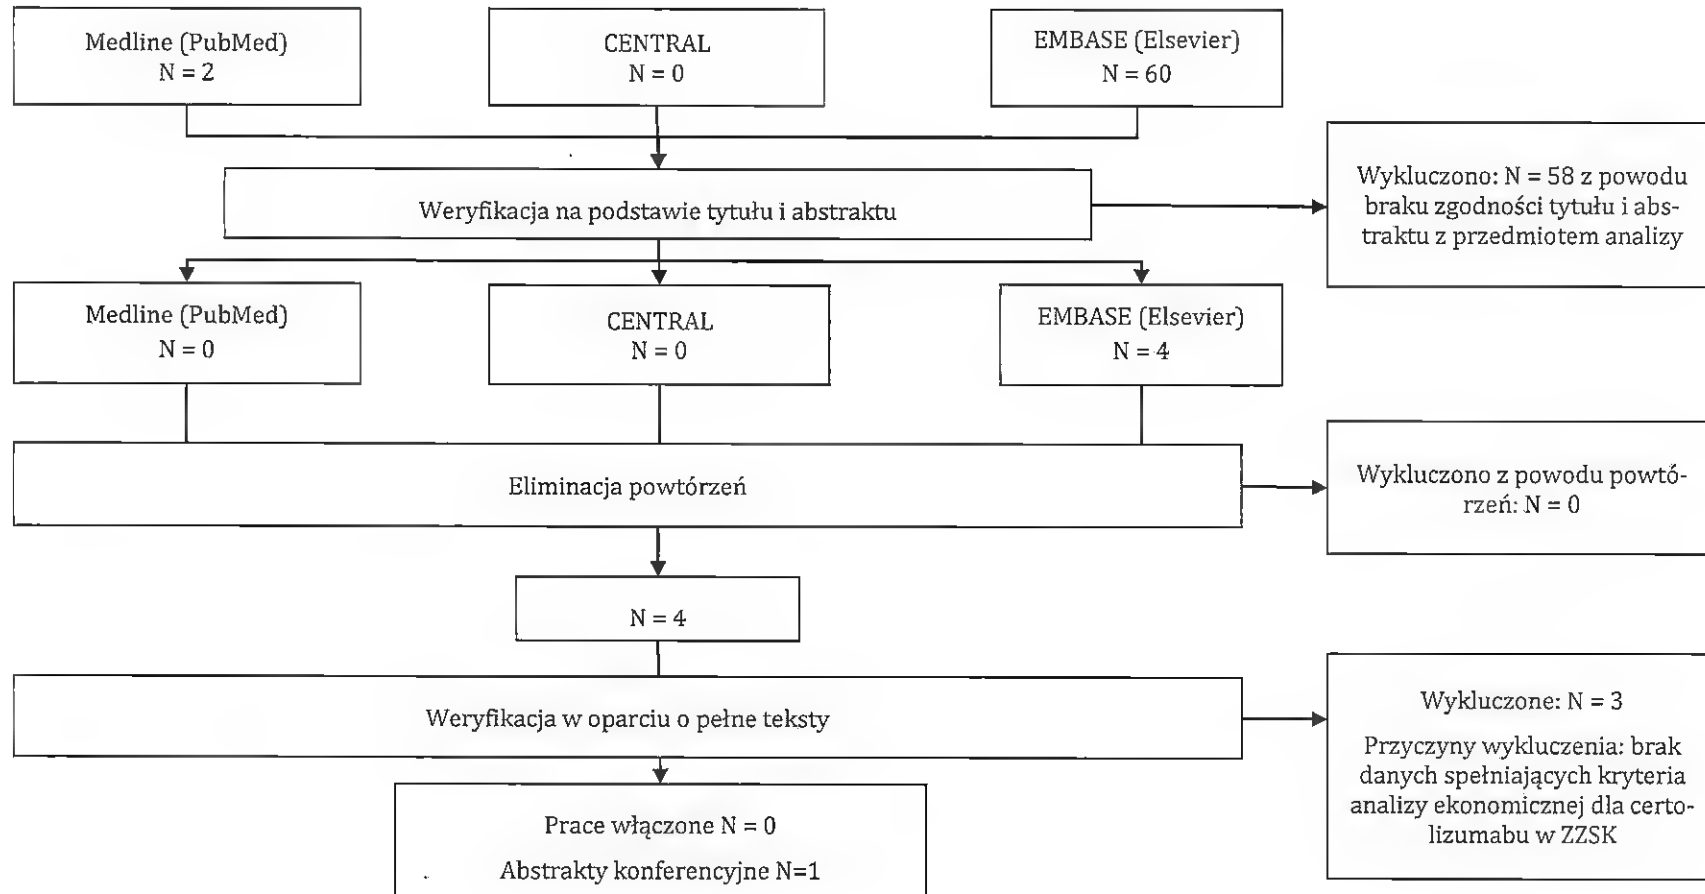 Medline (PubMed)
N = 2
CENTRAL
N = 0
EMBASE (Elsevier)
N = 60
Weryfikacja na podstawie tytułu i abstraktu
Wykluczono: N = 58 z powodu
braku zgodności tytułu i abs-
traktu z przedmiotem analizy
Medline (PubMed)
N = 0
CENTRAL
N = 0
EMBASE (Elsevier)
N = 4
Eliminacja powtórzeń
Wykluczono z powodu powtó-
rzeń: N = 0
N = 4
Weryfikacja w oparciu o pełne teksty
Wykluczone: N = 3
Przyczyny wykluczenia: brak
danych spełniających kryteria
analizy ekonomicznej dla certo-
lizumabu w ZZSK
Prace włączone N = 0
Abstrakty konferencyjne N=1